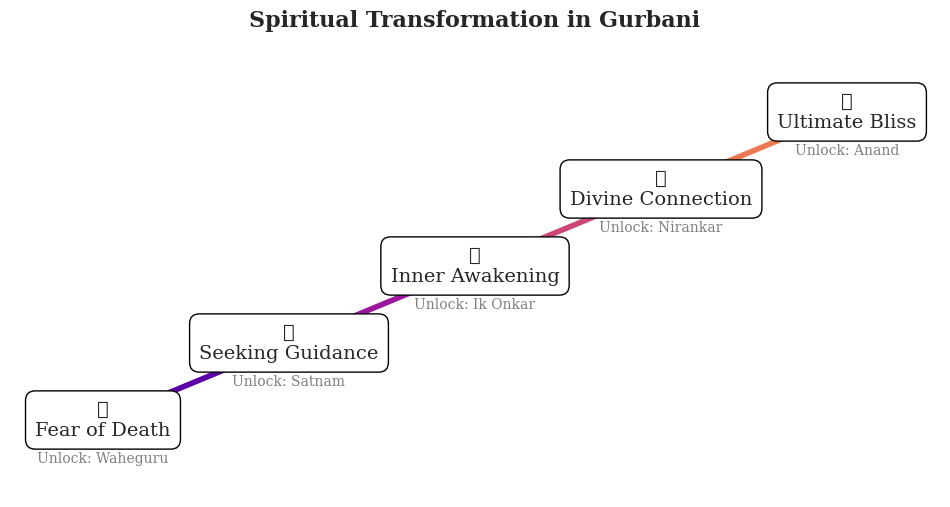 Spiritual Transformation in Gurbani
Ultimate Bliss
Unlock: Anand
Divine Connection
Unlock: Nirankar
Inner Awakening
Unlock: Ik Onkar
Seeking Guidance
Unlock: Satnam
Fear of Death
Unlock: Waheguru